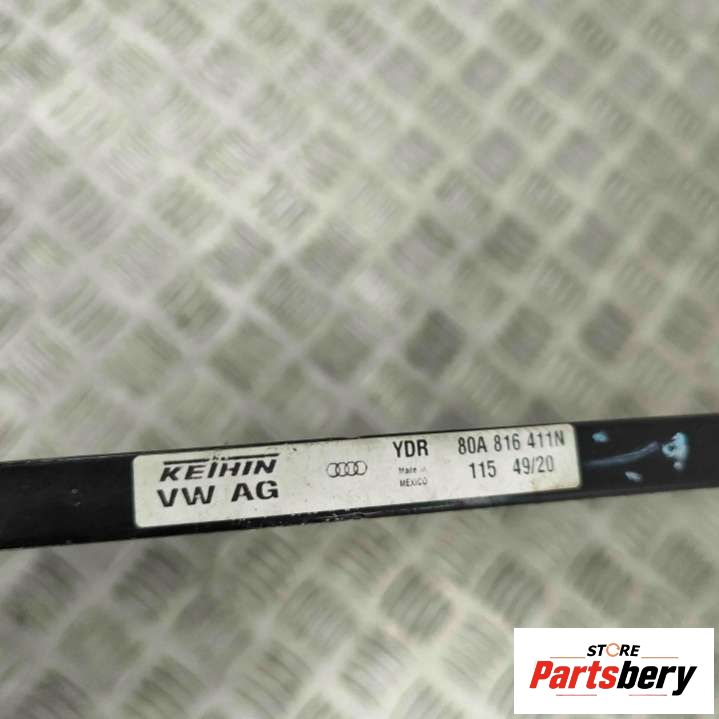 KEIHIN
VW AG
YDR
Made in
MEXICO
80A 816 411N
115 49/20
STORE
Partsbery